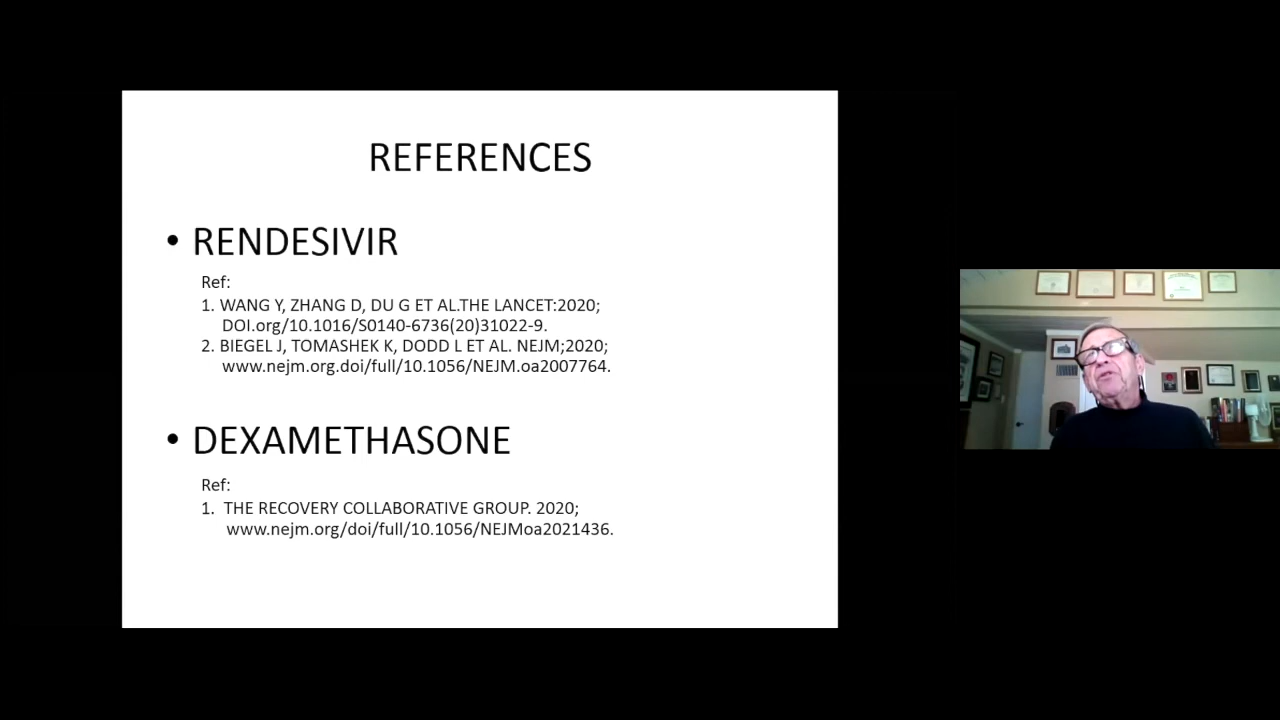 REFERENCES
• RENDESIVIR
Ref:
1. WANG Y, ZHANG D, DU G ET AL.THE LANCET:2020;
DOI.org/10.1016/S0140-6736(20)31022-9.
2. BIEGEL J, TOMASHEK K, DODD L ET AL. NEJM;2020;
www.nejm.org.doi/full/10.1056/NEJM.oa2007764.
• DEXAMETHASONE
Ref:
1. THE RECOVERY COLLABORATIVE GROUP. 2020;
www.nejm.org/doi/full/10.1056/NEJMoa2021436.